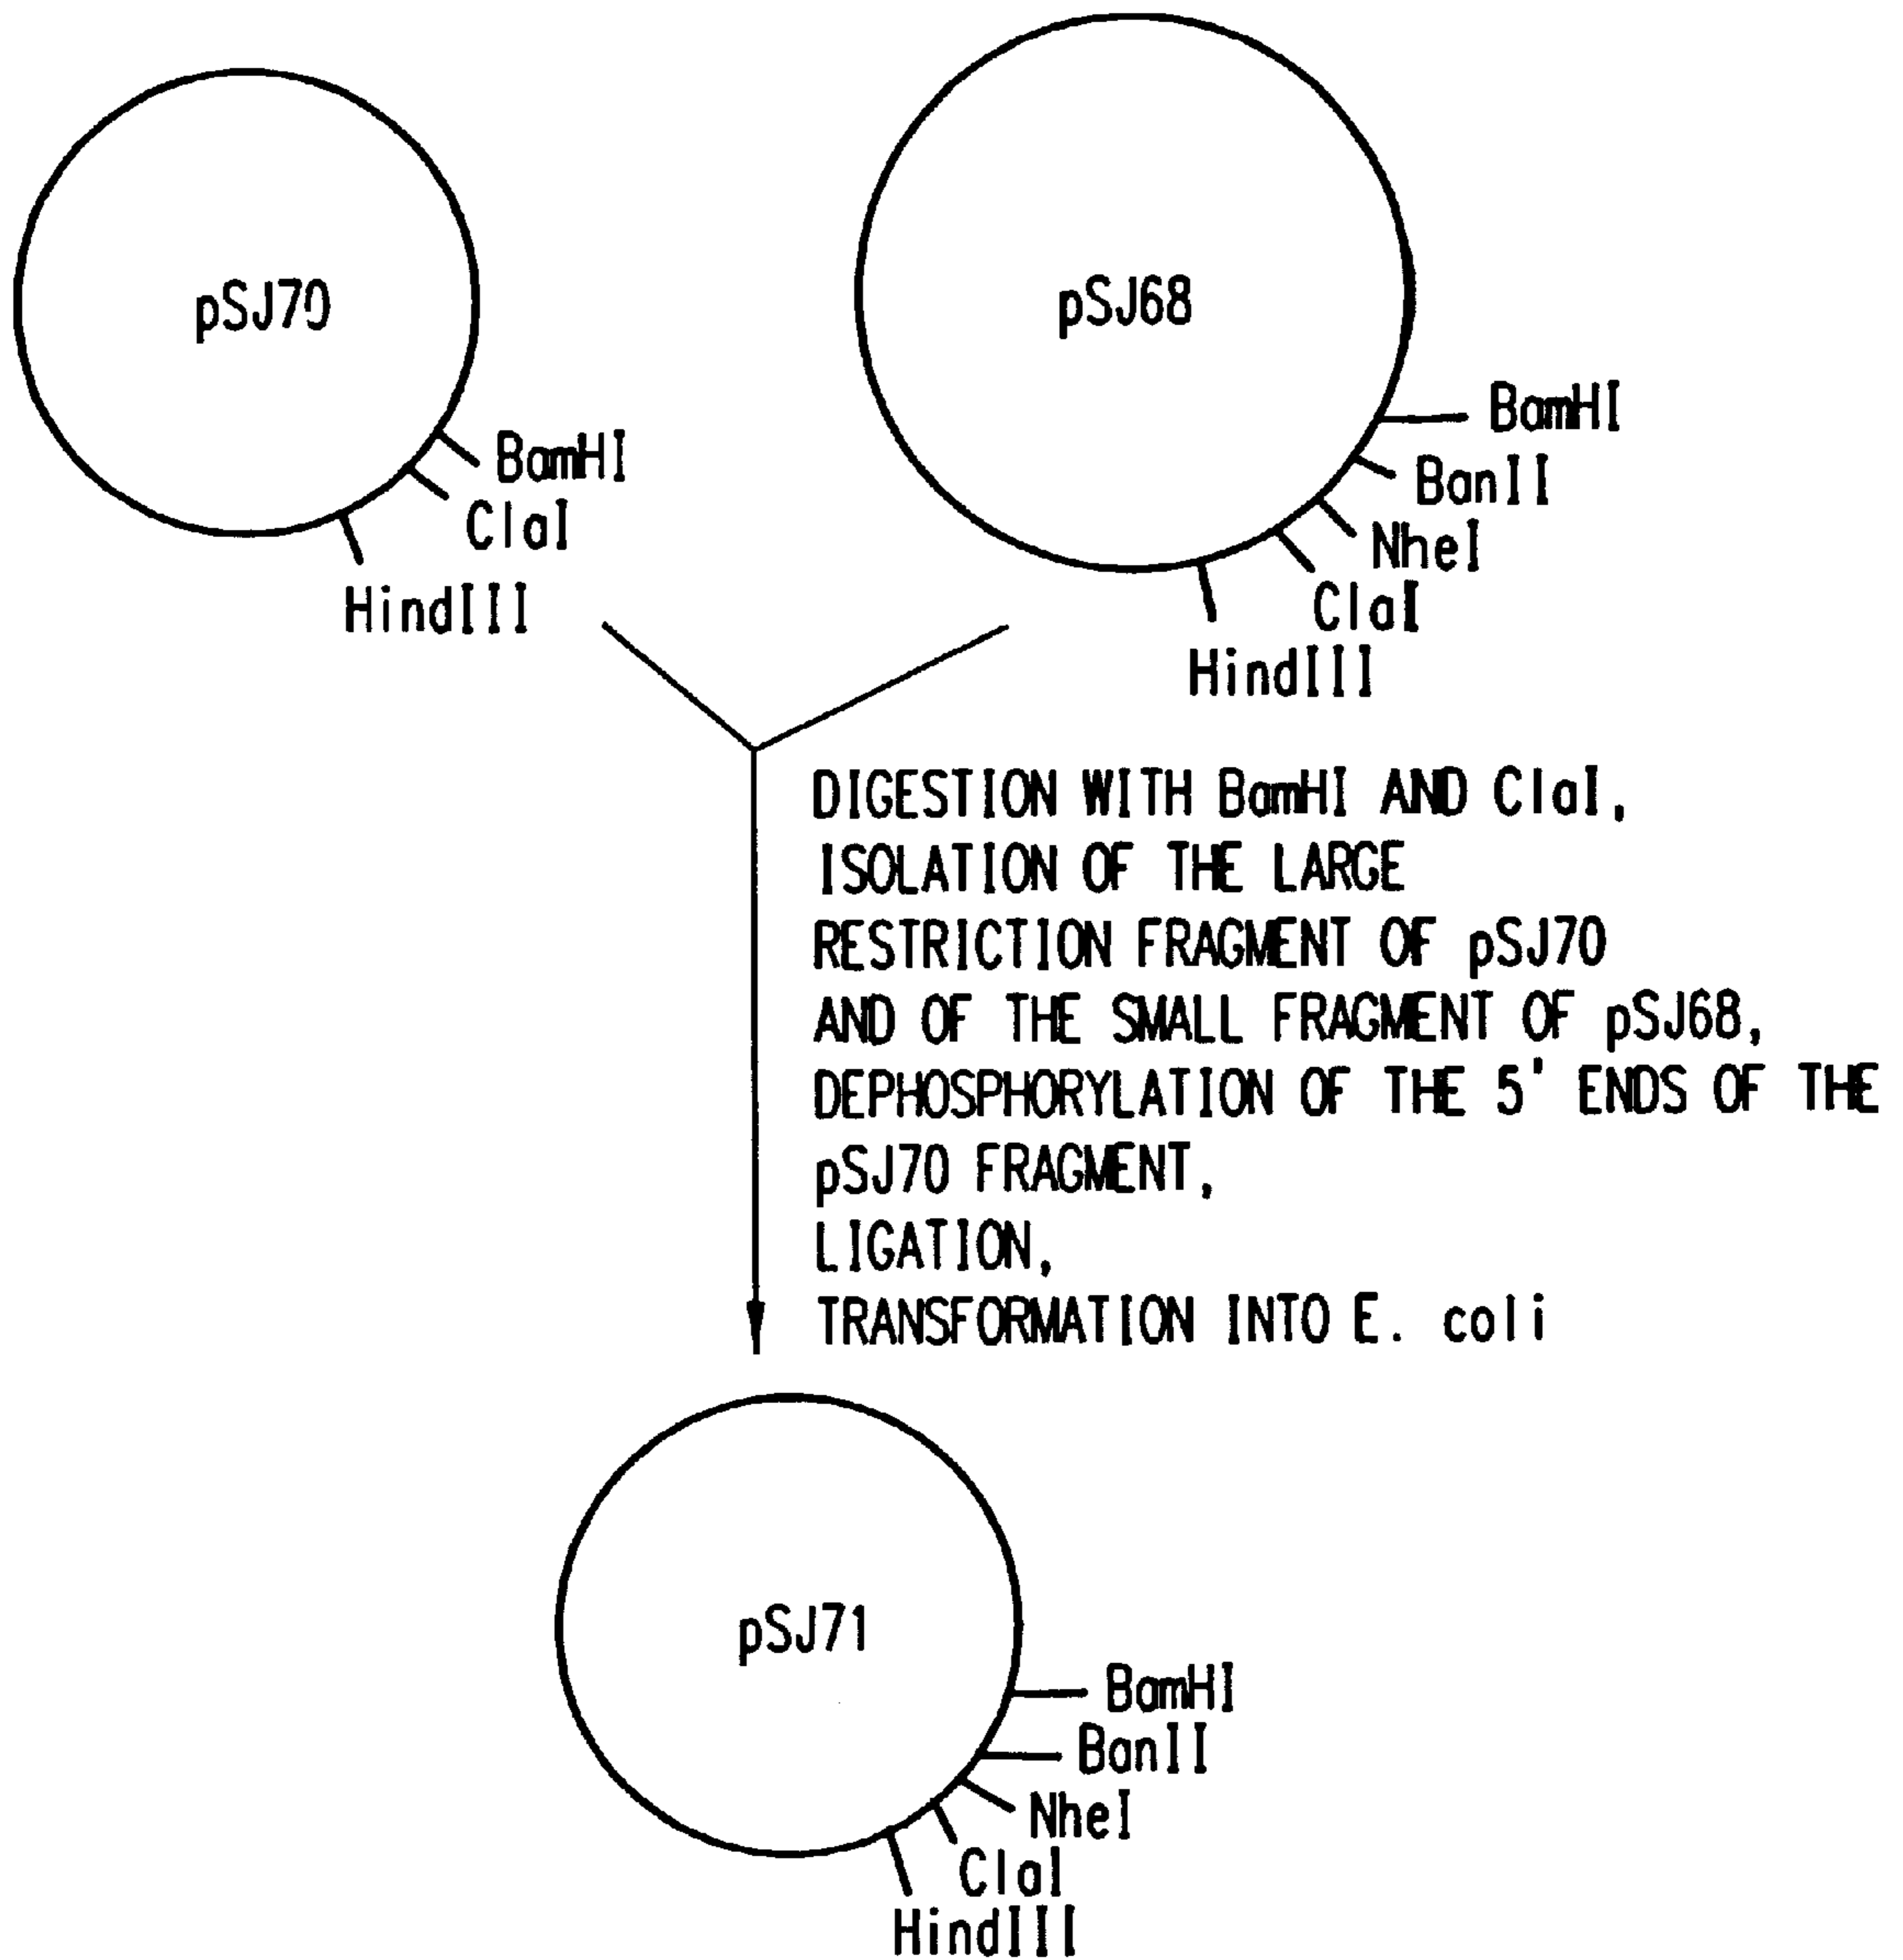 pSJ70
BamHI
ClaI
HindIII
pSJ68
BamHI
BanII
NheI
ClaI
HindIII
DIGESTION WITH BamHI AND ClaI,
ISOLATION OF THE LARGE
RESTRICTION FRAGMENT OF pSJ70
AND OF THE SMALL FRAGMENT OF pSJ68,
DEPHOSPHORYLATION OF THE 5' ENDS OF THE
pSJ70 FRAGMENT,
LIGATION,
TRANSFORMATION INTO E. coli
pSJ71
BamHI
BanII
NheI
ClaI
HindIII